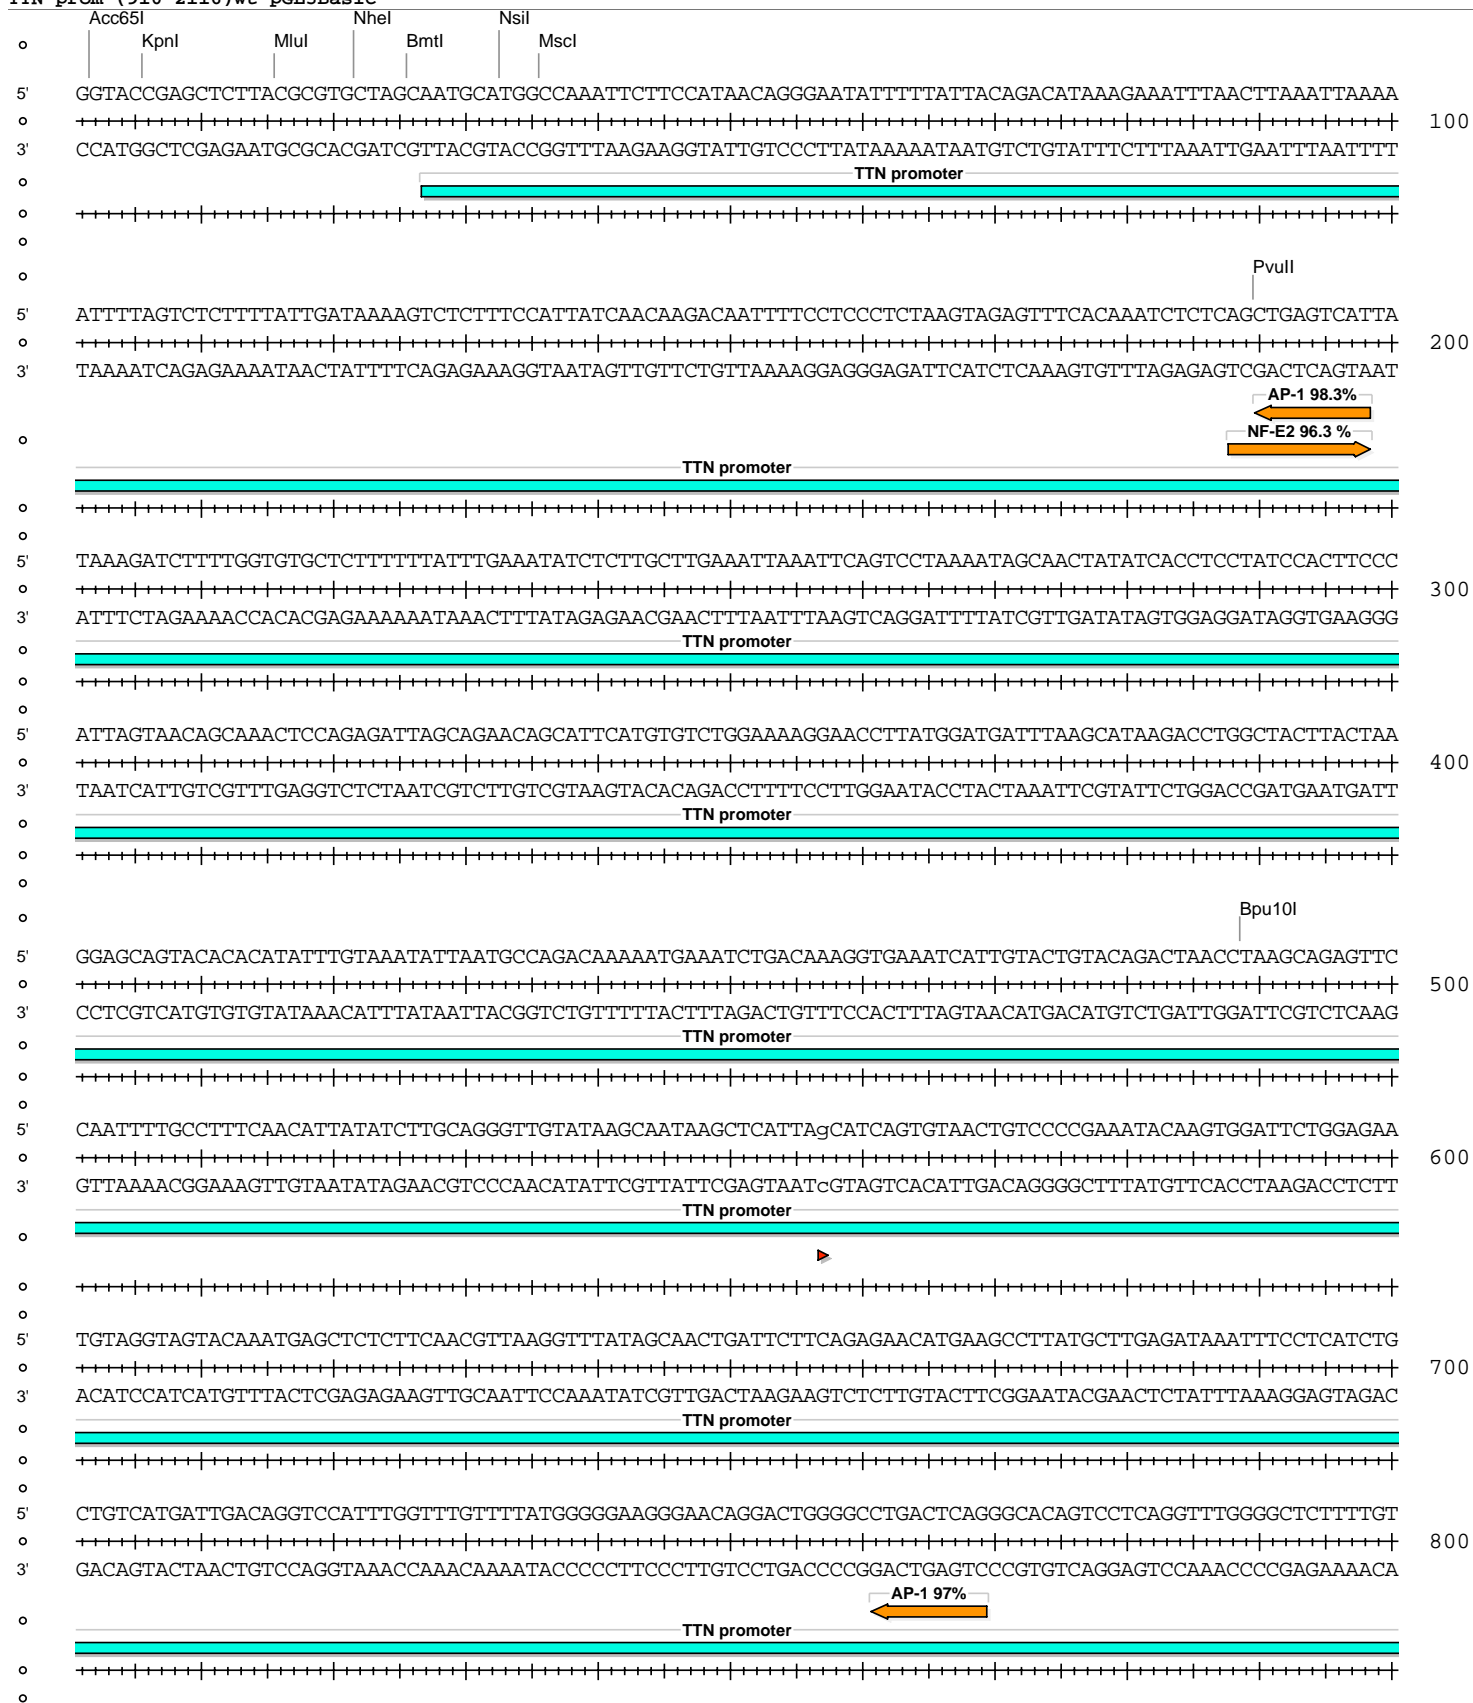 Acc65I NheI NsiI
KpnI MluI BmtI MscI
5' GGTACCGAGCTCTTACGCGTGCTAGCAATGCATGGCCAAATTCTTCCATAACAGGGAATATTTTTATTACAGACATAAAGAAATTTAACTTAAATTAAAA
100
3' CCATGGCTCGAGAATGCGCACGATCGTTACGTACCGGTTTAAGAAGGTATTGTCCCTTATAAAAATAATGTCTGTATTTCTTTAAATTGAATTTAATTTT
TTN promoter
PvuII
5' ATTTTAGTCTCTTTTATTGATAAAAGTCTCTTTCCATTATCAACAAGACAATTTTCCTCCCTCTAAGTAGAGTTTCACAAATCTCTCAGCTGAGTCATTA
200
3' TAAAATCAGAGAAAATAACTATTTTCAGAGAAAGGTAATAGTTGTTCTGTTAAAAGGAGGGAGATTCATCTCAAAGTGTTTAGAGAGTCGACTCAGTAAT
AP-1 98.3%
NF-E2 96.3 %
TTN promoter
5' TAAAGATCTTTTGGTGTGCTCTTTTTTATTTGAAATATCTCTTGCTTGAAATTAAATTCAGTCCTAAAATAGCAACTATATCACCTCCTATCCACTTCCC
300
3' ATTTCTAGAAAACCACACGAGAAAAAATAAACTTTATAGAGAACGAACTTTAATTTAAGTCAGGATTTTATCGTTGATATAGTGGAGGATAGGTGAAGGG
TTN promoter
5' ATTAGTAACAGCAAACTCCAGAGATTAGCAGAACAGCATTCATGTGTCTGGAAAAGGAACCTTATGGATGATTTAAGCATAAGACCTGGCTACTTACTAA
400
3' TAATCATTGTCGTTTGAGGTCTCTAATCGTCTTGTCGTAAGTACACAGACCTTTTCCTTGGAATACCTACTAAATTCGTATTCTGGACCGATGAATGATT
TTN promoter
Bpu10I
5' GGAGCAGTACACACATATTTGTAAATATTAATGCCAGACAAAAATGAAATCTGACAAAGGTGAAATCATTGTACTGTACAGACTAACCTAAGCAGAGTTC
500
3' CCTCGTCATGTGTGTATAAACATTTATAATTACGGTCTGTTTTTACTTTAGACTGTTTCCACTTTAGTAACATGACATGTCTGATTGGATTCGTCTCAAG
TTN promoter
5' CAATTTTGCCTTTCAACATTATATCTTGCAGGGTTGTATAAGCAATAAGCTCATTAgCATCAGTGTAACTGTCCCCGAAATACAAGTGGATTCTGGAGAA
600
3' GTTAAAACGGAAAGTTGTAATATAGAACGTCCCAACATATTCGTTATTCGAGTAATcGTAGTCACATTGACAGGGGCTTTATGTTCACCTAAGACCTCTT
TTN promoter
5' TGTAGGTAGTACAAATGAGCTCTCTTCAACGTTAAGGTTTATAGCAACTGATTCTTCAGAGAACATGAAGCCTTATGCTTGAGATAAATTTCCTCATCTG
700
3' ACATCCATCATGTTTACTCGAGAGAAGTTGCAATTCCAAATATCGTTGACTAAGAAGTCTCTTGTACTTCGGAATACGAACTCTATTTAAAGGAGTAGAC
TTN promoter
5' CTGTCATGATTGACAGGTCCATTTGGTTTGTTTTATGGGGGAAGGGAACAGGACTGGGGCCTGACTCAGGGCACAGTCCTCAGGTTTGGGGCTCTTTTGT
800
3' GACAGTACTAACTGTCCAGGTAAACCAAACAAAATACCCCCTTCCCTTGTCCTGACCCCGGACTGAGTCCCGTGTCAGGAGTCCAAACCCCGAGAAAACA
AP-1 97%
TTN promoter